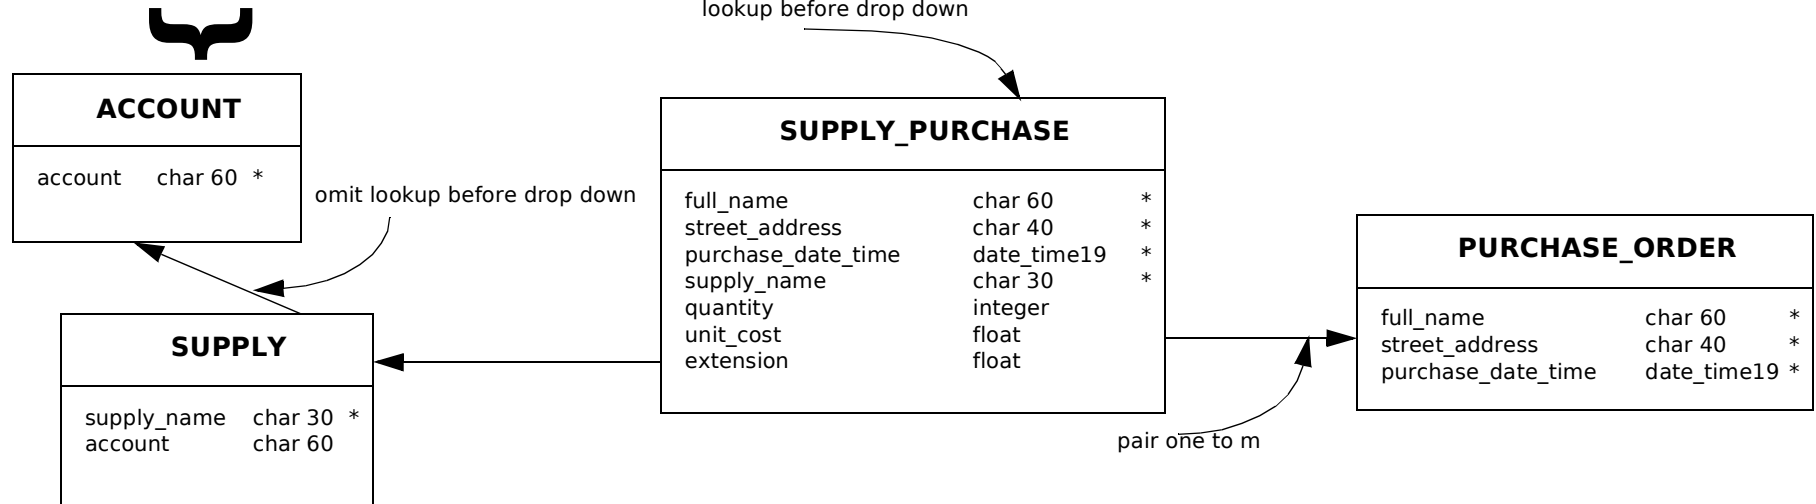 lookup before drop down
ACCOUNT
account char 60 *
omit lookup before drop down
SUPPLY
supply_name char 30 *
account char 60
SUPPLY_PURCHASE
full_name char 60 *
street_address char 40 *
purchase_date_time date_time19 *
supply_name char 30 *
quantity integer
unit_cost float
extension float
pair one to m
PURCHASE_ORDER
full_name char 60 *
street_address char 40 *
purchase_date_time date_time19 *